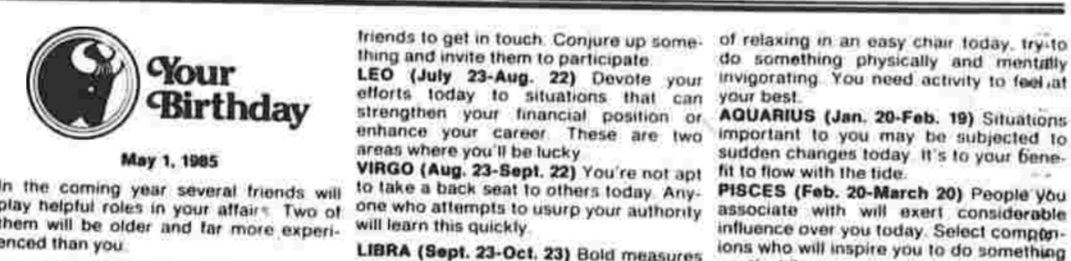 Your
Birthday
May 1, 1985
In the coming year several friends will
play helpful roles in your affairs. Two of
them will be older and far more experi-
enced than you.
friends to get in touch. Conjure up some-
thing and invite them to participate.
LEO (July 23-Aug. 22) Devote your
efforts today to situations that can
strengthen your financial position or
enhance your career. These are two
areas where you'll be lucky.
VIRGO (Aug. 23-Sept. 22) You're not apt
to take a back seat to others today. Any-
one who attempts to usurp your authority
will learn this quickly.
LIBRA (Sept. 23-Oct. 23) Bold measures
of relaxing in an easy chair today, try to
do something physically and mentally
invigorating. You need activity to feel at
your best.
AQUARIUS (Jan. 20-Feb. 19) Situations
important to you may be subjected to
sudden changes today. It's to your bene-
fit to flow with the tide.
PISCES (Feb. 20-March 20) People you
associate with will exert considerable
influence over you today. Select compan-
ions who will inspire you to do something